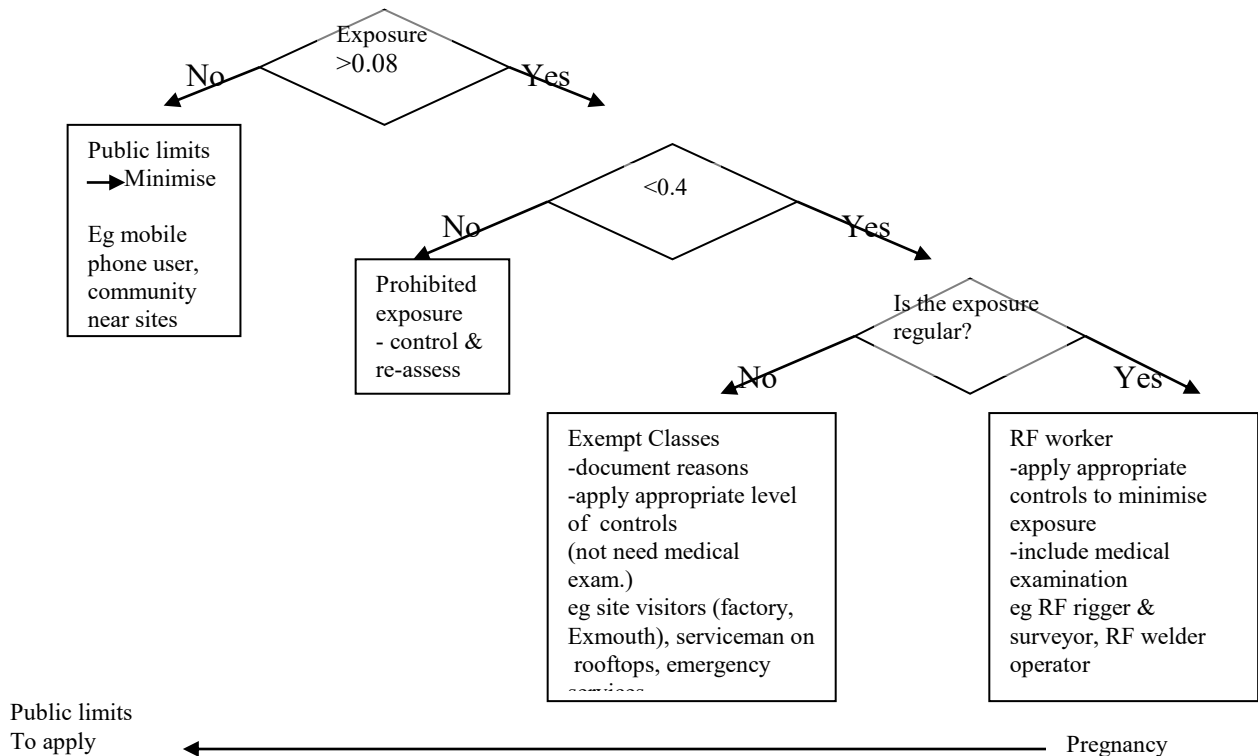 Exposure
>0.08
No
Yes
Public limits
Minimise
Eg mobile
phone user,
community
near sites
<0.4
No
Yes
Prohibited
exposure
- control &
re-assess
Is the exposure
regular?
No
Yes
Exempt Classes
-document reasons
-apply appropriate level
of controls
(not need medical
exam.)
eg site visitors (factory,
Exmouth), serviceman on
rooftops, emergency
RF worker
-apply appropriate
controls to minimise
exposure
-include medical
examination
eg RF rigger &
surveyor, RF welder
operator
Public limits
To apply
Pregnancy